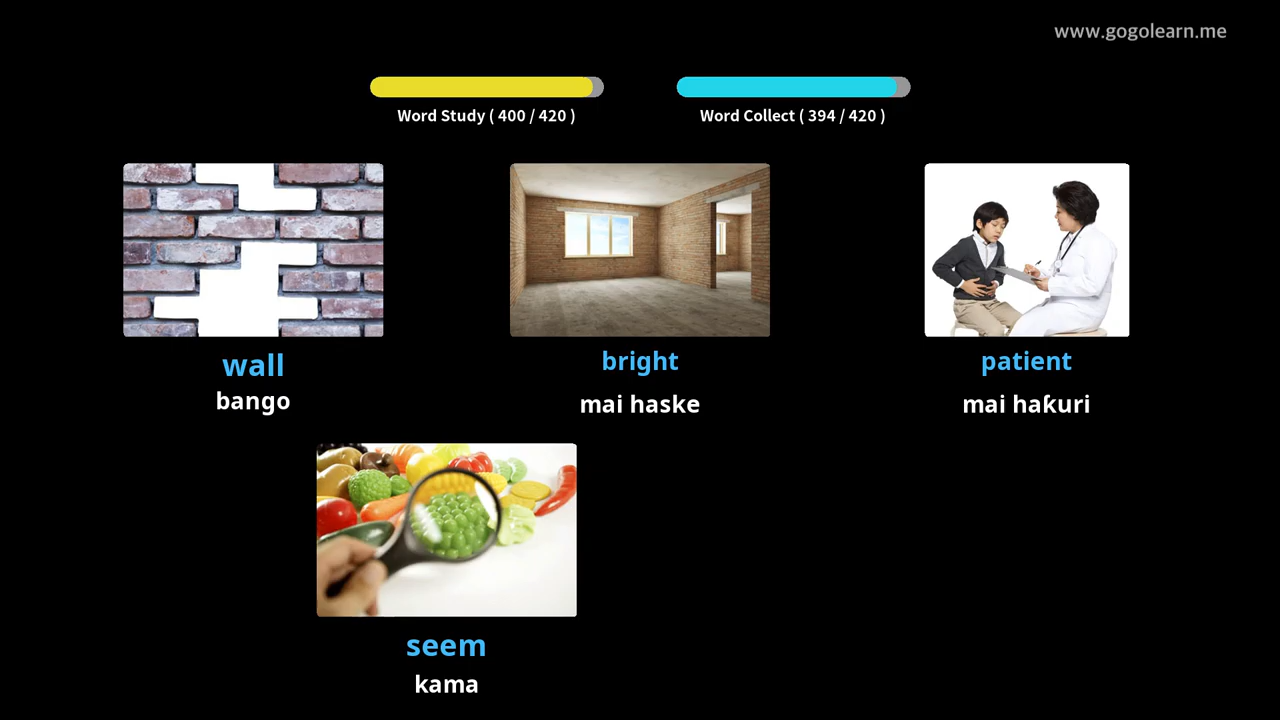 www.gogolearn.me
Word Study ( 400 / 420 )
Word Collect ( 394 / 420 )
wall
bango
bright
mai haske
patient
mai haƙuri
seem
kama